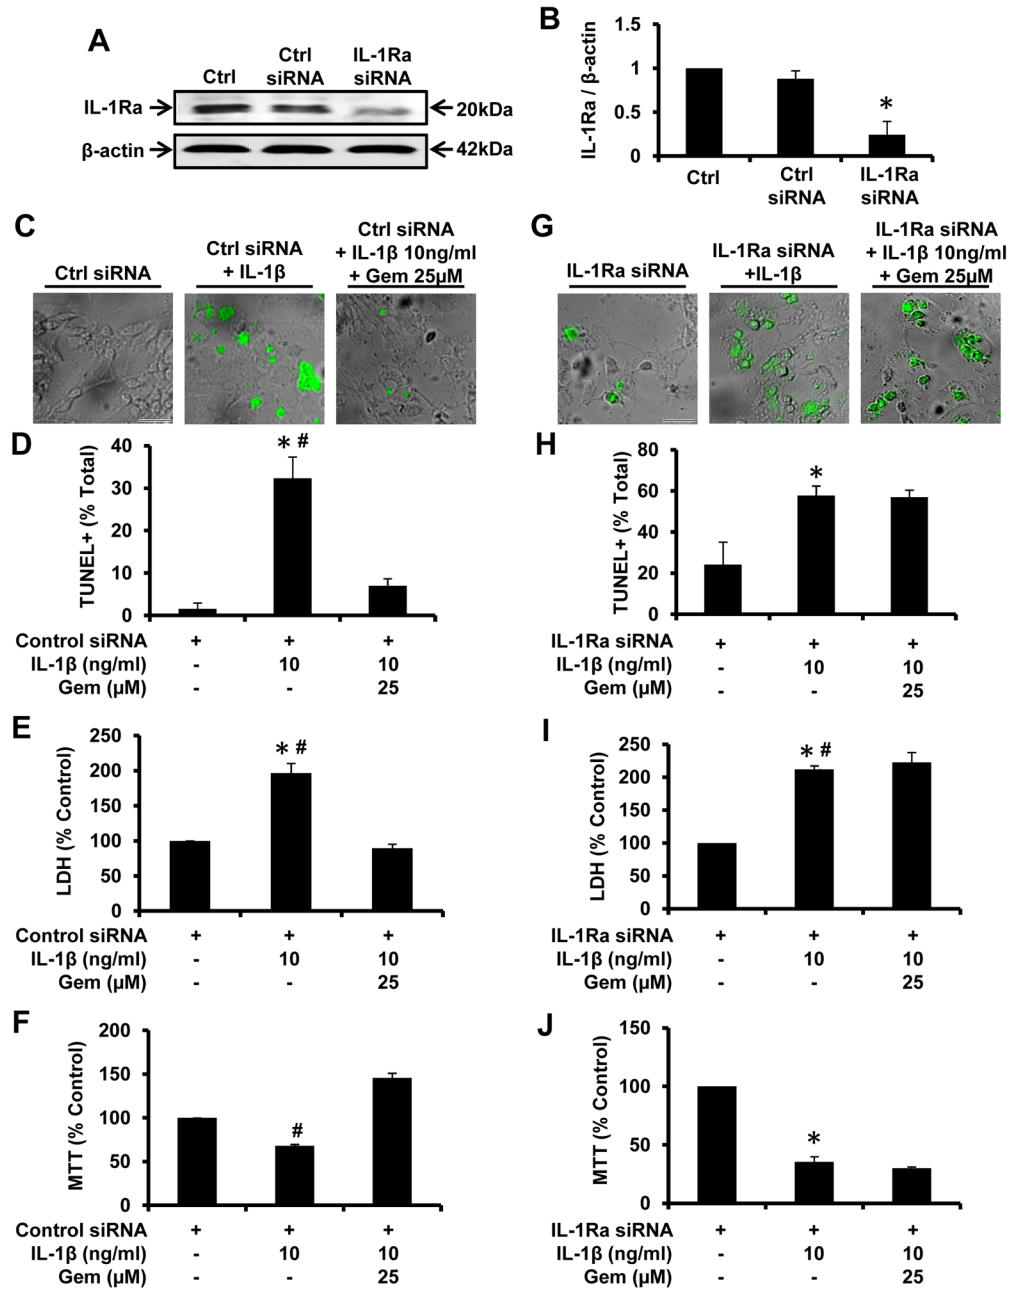 A
Ctrl
Ctrl
siRNA
IL-1Ra
siRNA
IL-1Ra
20kDa
β-actin
42kDa
B
IL-1Ra / β-actin
1.5
1
0.5
0
*
Ctrl
Ctrl
siRNA
IL-1Ra
siRNA
C
Ctrl siRNA
Ctrl siRNA
+ IL-1β
Ctrl siRNA
+ IL-1β 10ng/ml
+ Gem 25µM
G
IL-1Ra siRNA
IL-1Ra siRNA
+IL-1β
IL-1Ra siRNA
+ IL-1β 10ng/ml
+ Gem 25µM
D
TUNEL+ (% Total)
40
30
20
10
0
* #
Control siRNA + + +
IL-1β (ng/ml) - 10 10
Gem (µM) - - 25
H
TUNEL+ (% Total)
80
60
40
20
0
*
IL-1Ra siRNA + + +
IL-1β (ng/ml) - 10 10
Gem (µM) - - 25
E
LDH (% Control)
250
200
150
100
50
0
* #
Control siRNA + + +
IL-1β (ng/ml) - 10 10
Gem (µM) - - 25
I
LDH (% Control)
250
200
150
100
50
0
* #
IL-1Ra siRNA + + +
IL-1β (ng/ml) - 10 10
Gem (µM) - - 25
F
MTT (% Control)
200
150
100
50
0
#
Control siRNA + + +
IL-1β (ng/ml) - 10 10
Gem (µM) - - 25
J
MTT (% Control)
150
100
50
0
*
IL-1Ra siRNA + + +
IL-1β (ng/ml) - 10 10
Gem (µM) - - 25